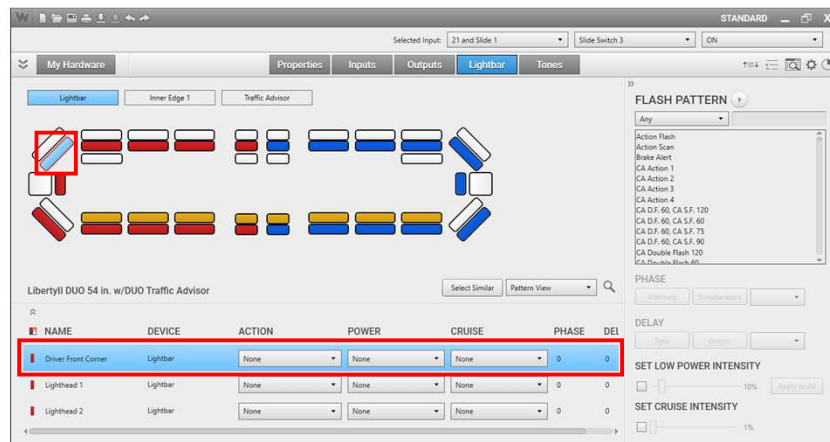 W STANDARD X
Selected Input: 21 and Slide 1 Slide Switch 3 ON
My Hardware Properties Inputs Outputs Lightbar Tones
Lightbar Inner Edge 1 Traffic Advisor
FLASH PATTERN
Any
Action Flash
Action Scan
Brake Alert
CA Action 1
CA Action 2
CA Action 3
CA Action 4
CA D.F. 60, CA S.F. 120
CA D.F. 60, CA S.F. 60
CA D.F. 60, CA S.F. 75
CA D.F. 60, CA S.F. 90
CA Double Flash 120
CA Double Flash 60
LibertyII DUO 54 in. w/DUO Traffic Advisor Select Similar Pattern View
NAME DEVICE ACTION POWER CRUISE PHASE DEL
Driver Front Corner Lightbar None None None 0 0
Lighthead 1 Lightbar None None None 0 0
Lighthead 2 Lightbar None None None 0 0
PHASE
Alternate Simultaneous
DELAY
Sync Unsync
SET LOW POWER INTENSITY
10% Apply to All
SET CRUISE INTENSITY
1%